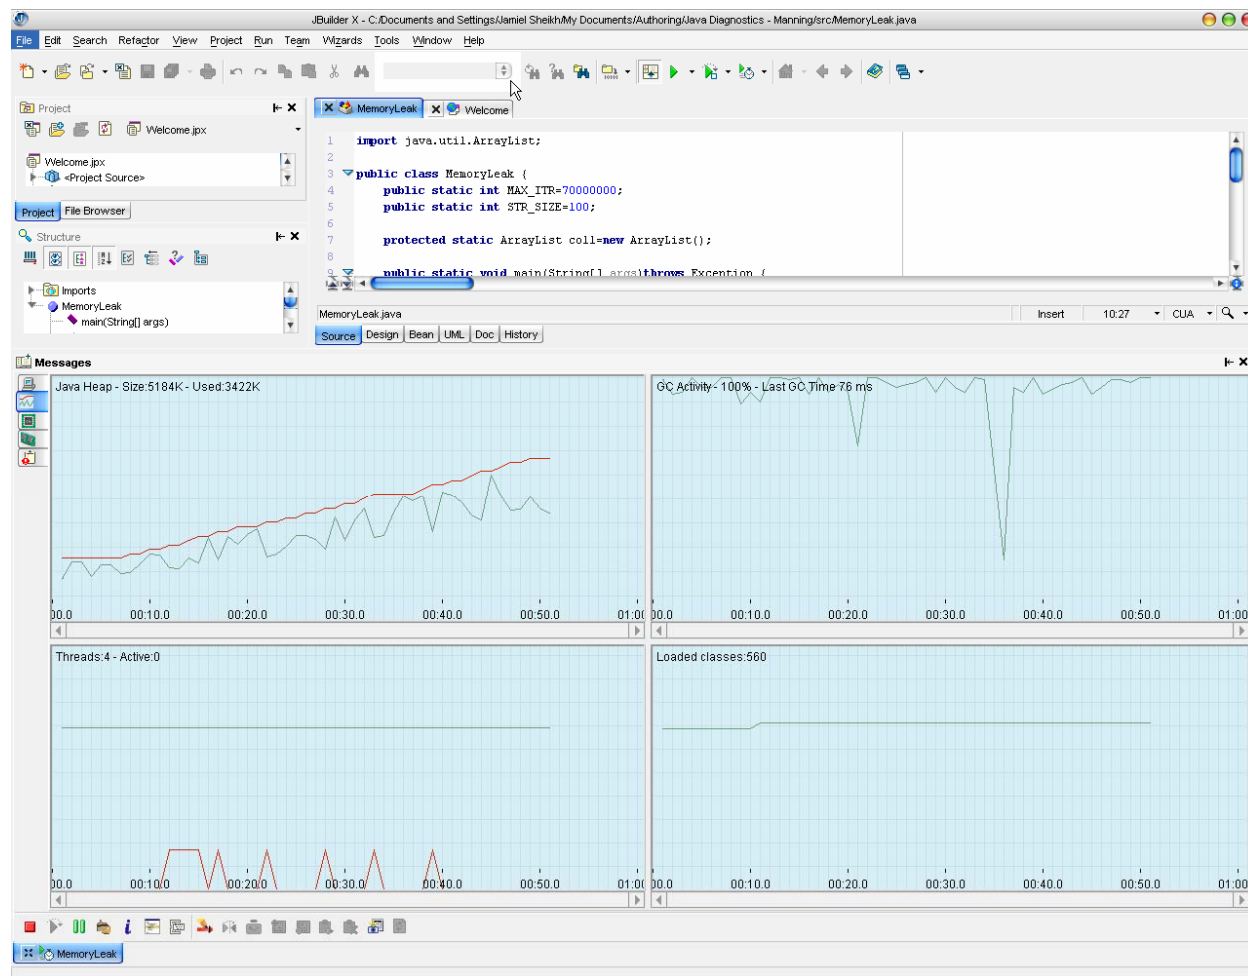 JBuilder X - C:/Documents and Settings/Jamiel Sheikh/My Documents/Authoring/Java Diagnostics - Manning/src/MemoryLeak.java
File Edit Search Refactor View Project Run Team Wizards Tools Window Help
Project
Welcome.jpx
Welcome.jpx
<Project Source>
Project File Browser
Structure
Imports
MemoryLeak
main(String[] args)
MemoryLeak Welcome
1 import java.util.ArrayList;
2
3 public class MemoryLeak {
4 public static int MAX_ITR=70000000;
5 public static int STR_SIZE=100;
6
7 protected static ArrayList coll=new ArrayList();
8
9 public static void main(String[] args)throws Exception {
MemoryLeak.java Insert 10:27 CUA
Source Design Bean UML Doc History
Messages
Java Heap - Size:5184K - Used:3422K
00.0 00:10.0 00:20.0 00:30.0 00:40.0 00:50.0 01:00
GC Activity - 100% - Last GC Time 76 ms
00.0 00:10.0 00:20.0 00:30.0 00:40.0 00:50.0 01:00
Threads:4 - Active:0
00.0 00:10.0 00:20.0 00:30.0 00:40.0 00:50.0 01:00
Loaded classes:560
00.0 00:10.0 00:20.0 00:30.0 00:40.0 00:50.0 01:00
MemoryLeak